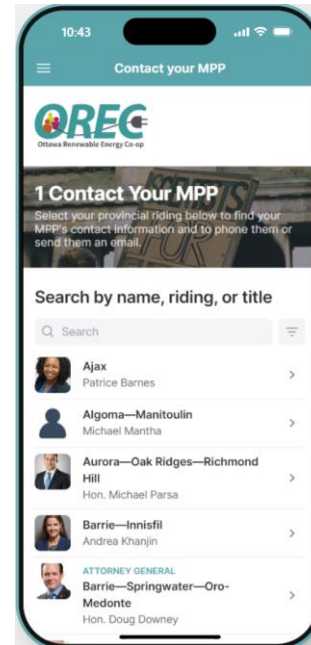 10:43
Contact your MPP
OREC
Ottawa Renewable Energy Co-op
1 Contact Your MPP
Select your provincial riding below to find your
MPP's contact information and to phone them or
send them an email.
Search by name, riding, or title
Search
Ajax
Patrice Barnes
Algoma—Manitoulin
Michael Mantha
Aurora—Oak Ridges—Richmond
Hill
Hon. Michael Parsa
Barrie—Innisfil
Andrea Khanjin
ATTORNEY GENERAL
Barrie—Springwater—Oro-
Medonte
Hon. Doug Downey